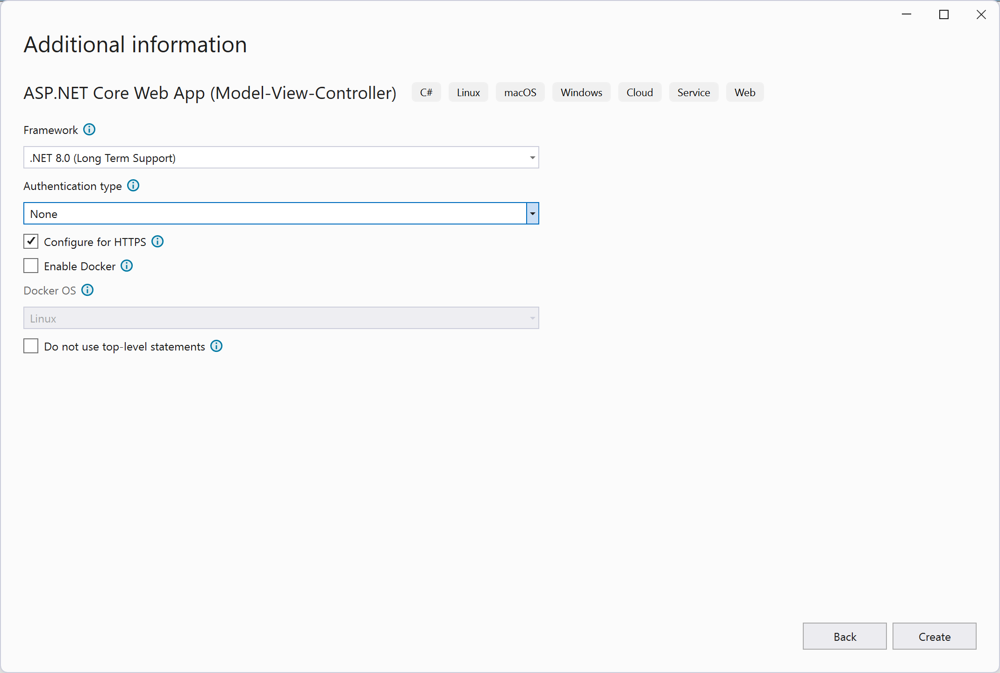 Additional information
ASP.NET Core Web App (Model-View-Controller) C# Linux macOS Windows Cloud Service Web
Framework
.NET 8.0 (Long Term Support)
Authentication type
None
Configure for HTTPS
Enable Docker
Docker OS
Linux
Do not use top-level statements
Back Create